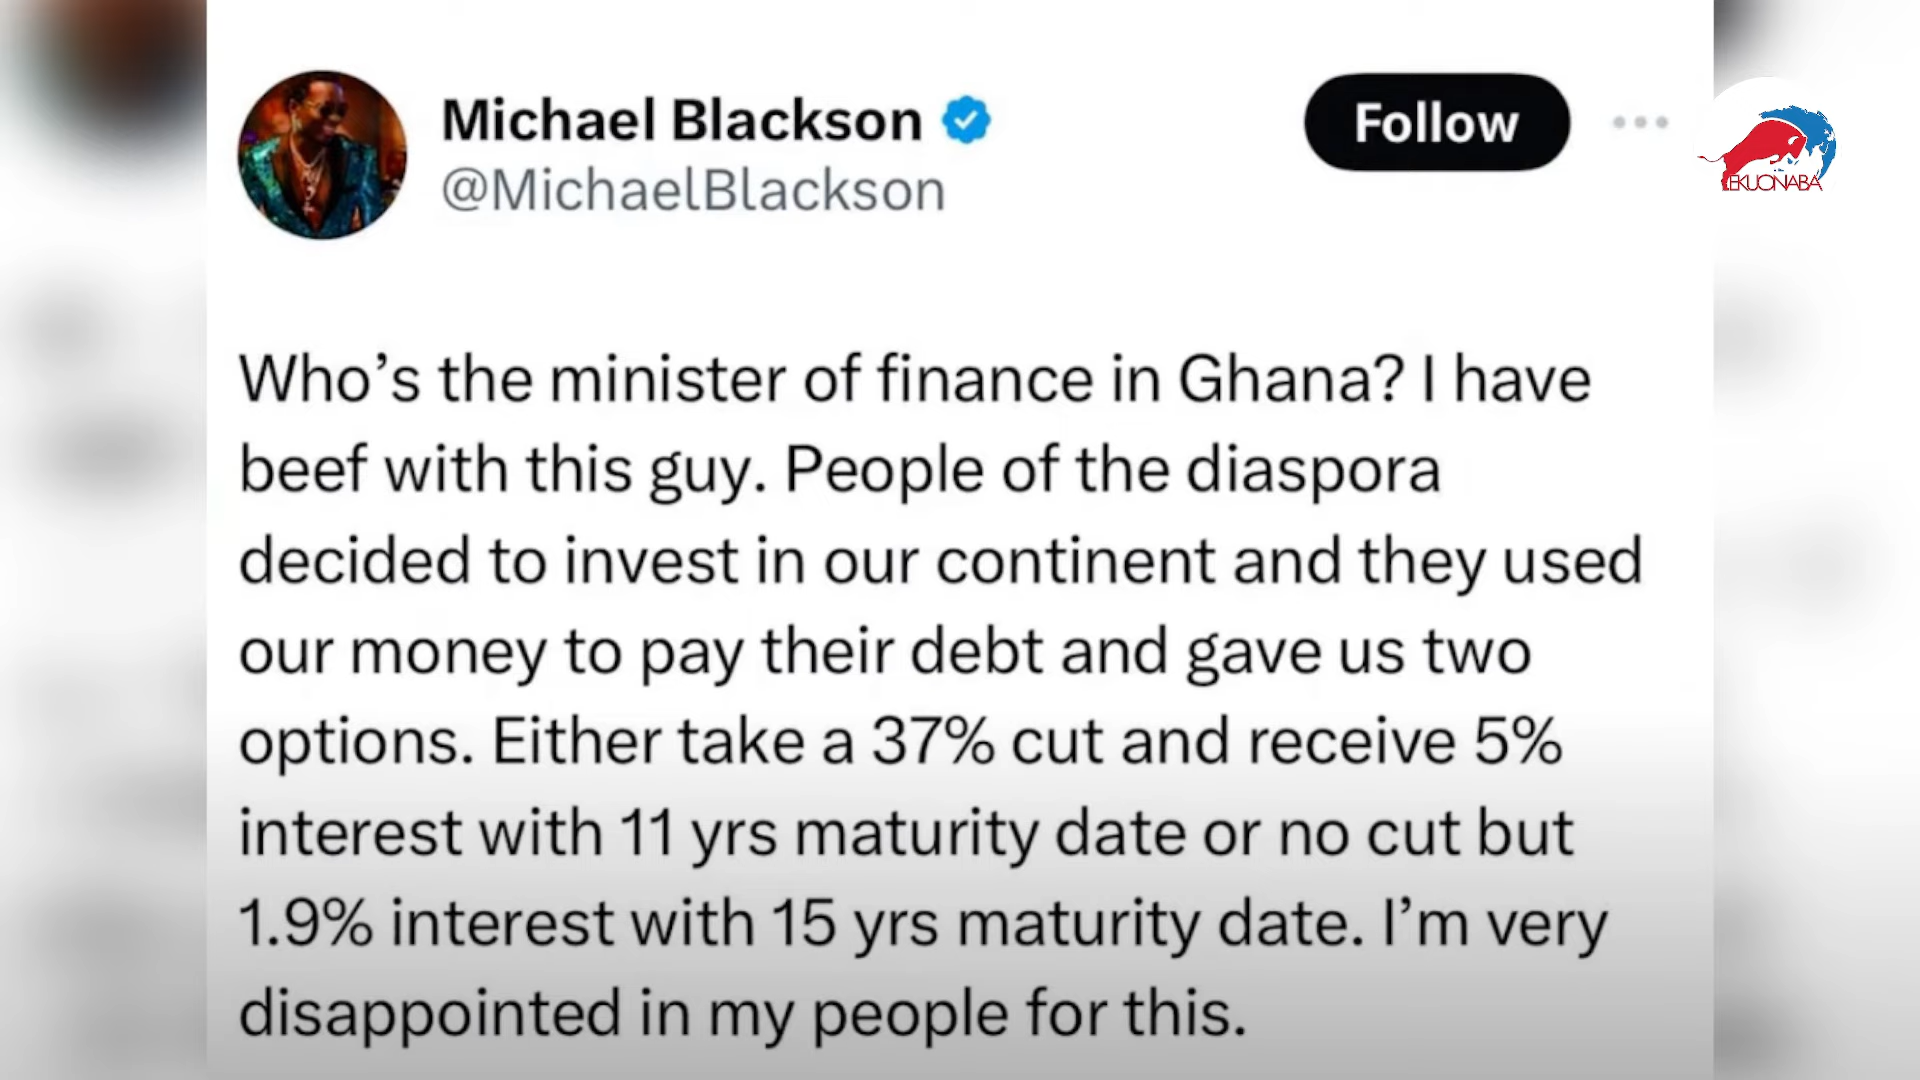 Michael Blackson
@MichaelBlackson
Follow
EKUONABA
Who’s the minister of finance in Ghana? I have
beef with this guy. People of the diaspora
decided to invest in our continent and they used
our money to pay their debt and gave us two
options. Either take a 37% cut and receive 5%
interest with 11 yrs maturity date or no cut but
1.9% interest with 15 yrs maturity date. I’m very
disappointed in my people for this.